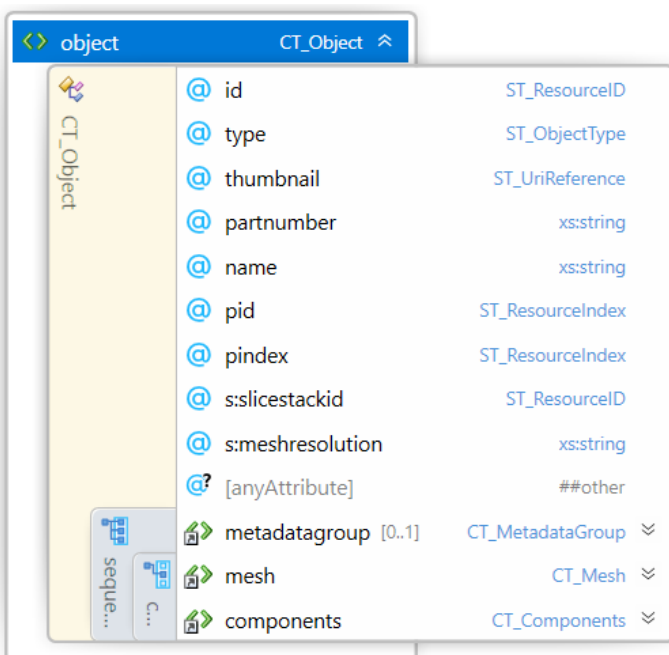 object CT_Object
CT_Object
@ id ST_ResourceID
@ type ST_ObjectType
@ thumbnail ST_UriReference
@ partnumber xs:string
@ name xs:string
@ pid ST_ResourceIndex
@ pindex ST_ResourceIndex
@ s:slicestackid ST_ResourceID
@ s:meshresolution xs:string
@? [anyAttribute] ##other
metadatagroup [0..1] CT_MetadataGroup
mesh CT_Mesh
components CT_Components
seque...
c...